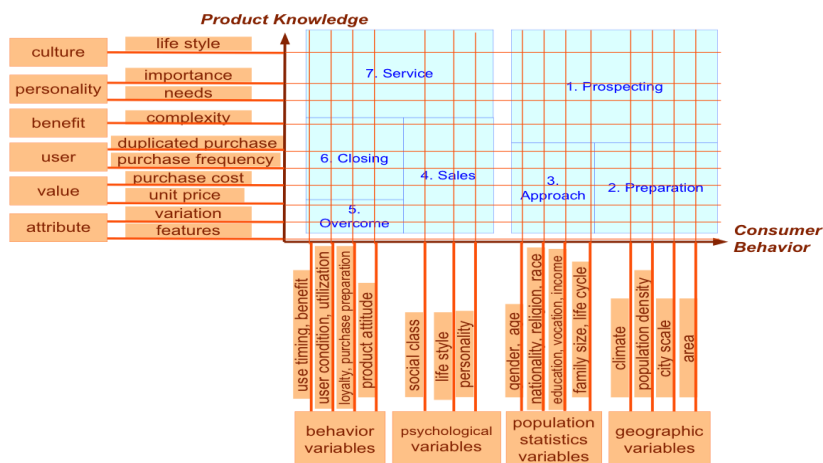 Product Knowledge
culture
life style
personality
importance
needs
benefit
complexity
user
duplicated purchase
purchase frequency
value
purchase cost
unit price
attribute
variation
features
7. Service
1. Prospecting
6. Closing
4. Sales
3.
Approach
2. Preparation
5.
Overcome
Consumer
Behavior
use timing, benefit
user condition, utilization
loyalty, purchase preparation
product attitude
social class
life style
personality
gender, age
nationality, religion, race
education, vocation, income
family size, life cycle
climate
population density
city scale
area
behavior
variables
psychological
variables
population
statistics
variables
geographic
variables